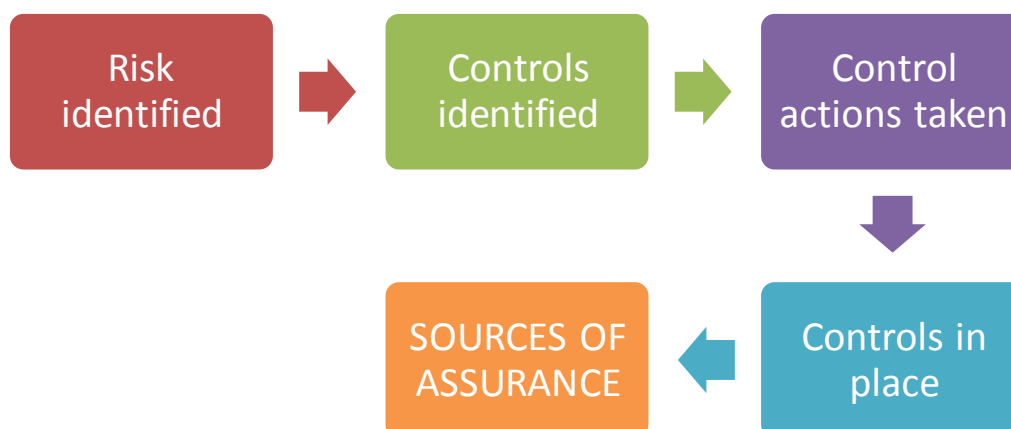 Risk
identified
Controls
identified
Control
actions taken
Controls in
place
SOURCES OF
ASSURANCE